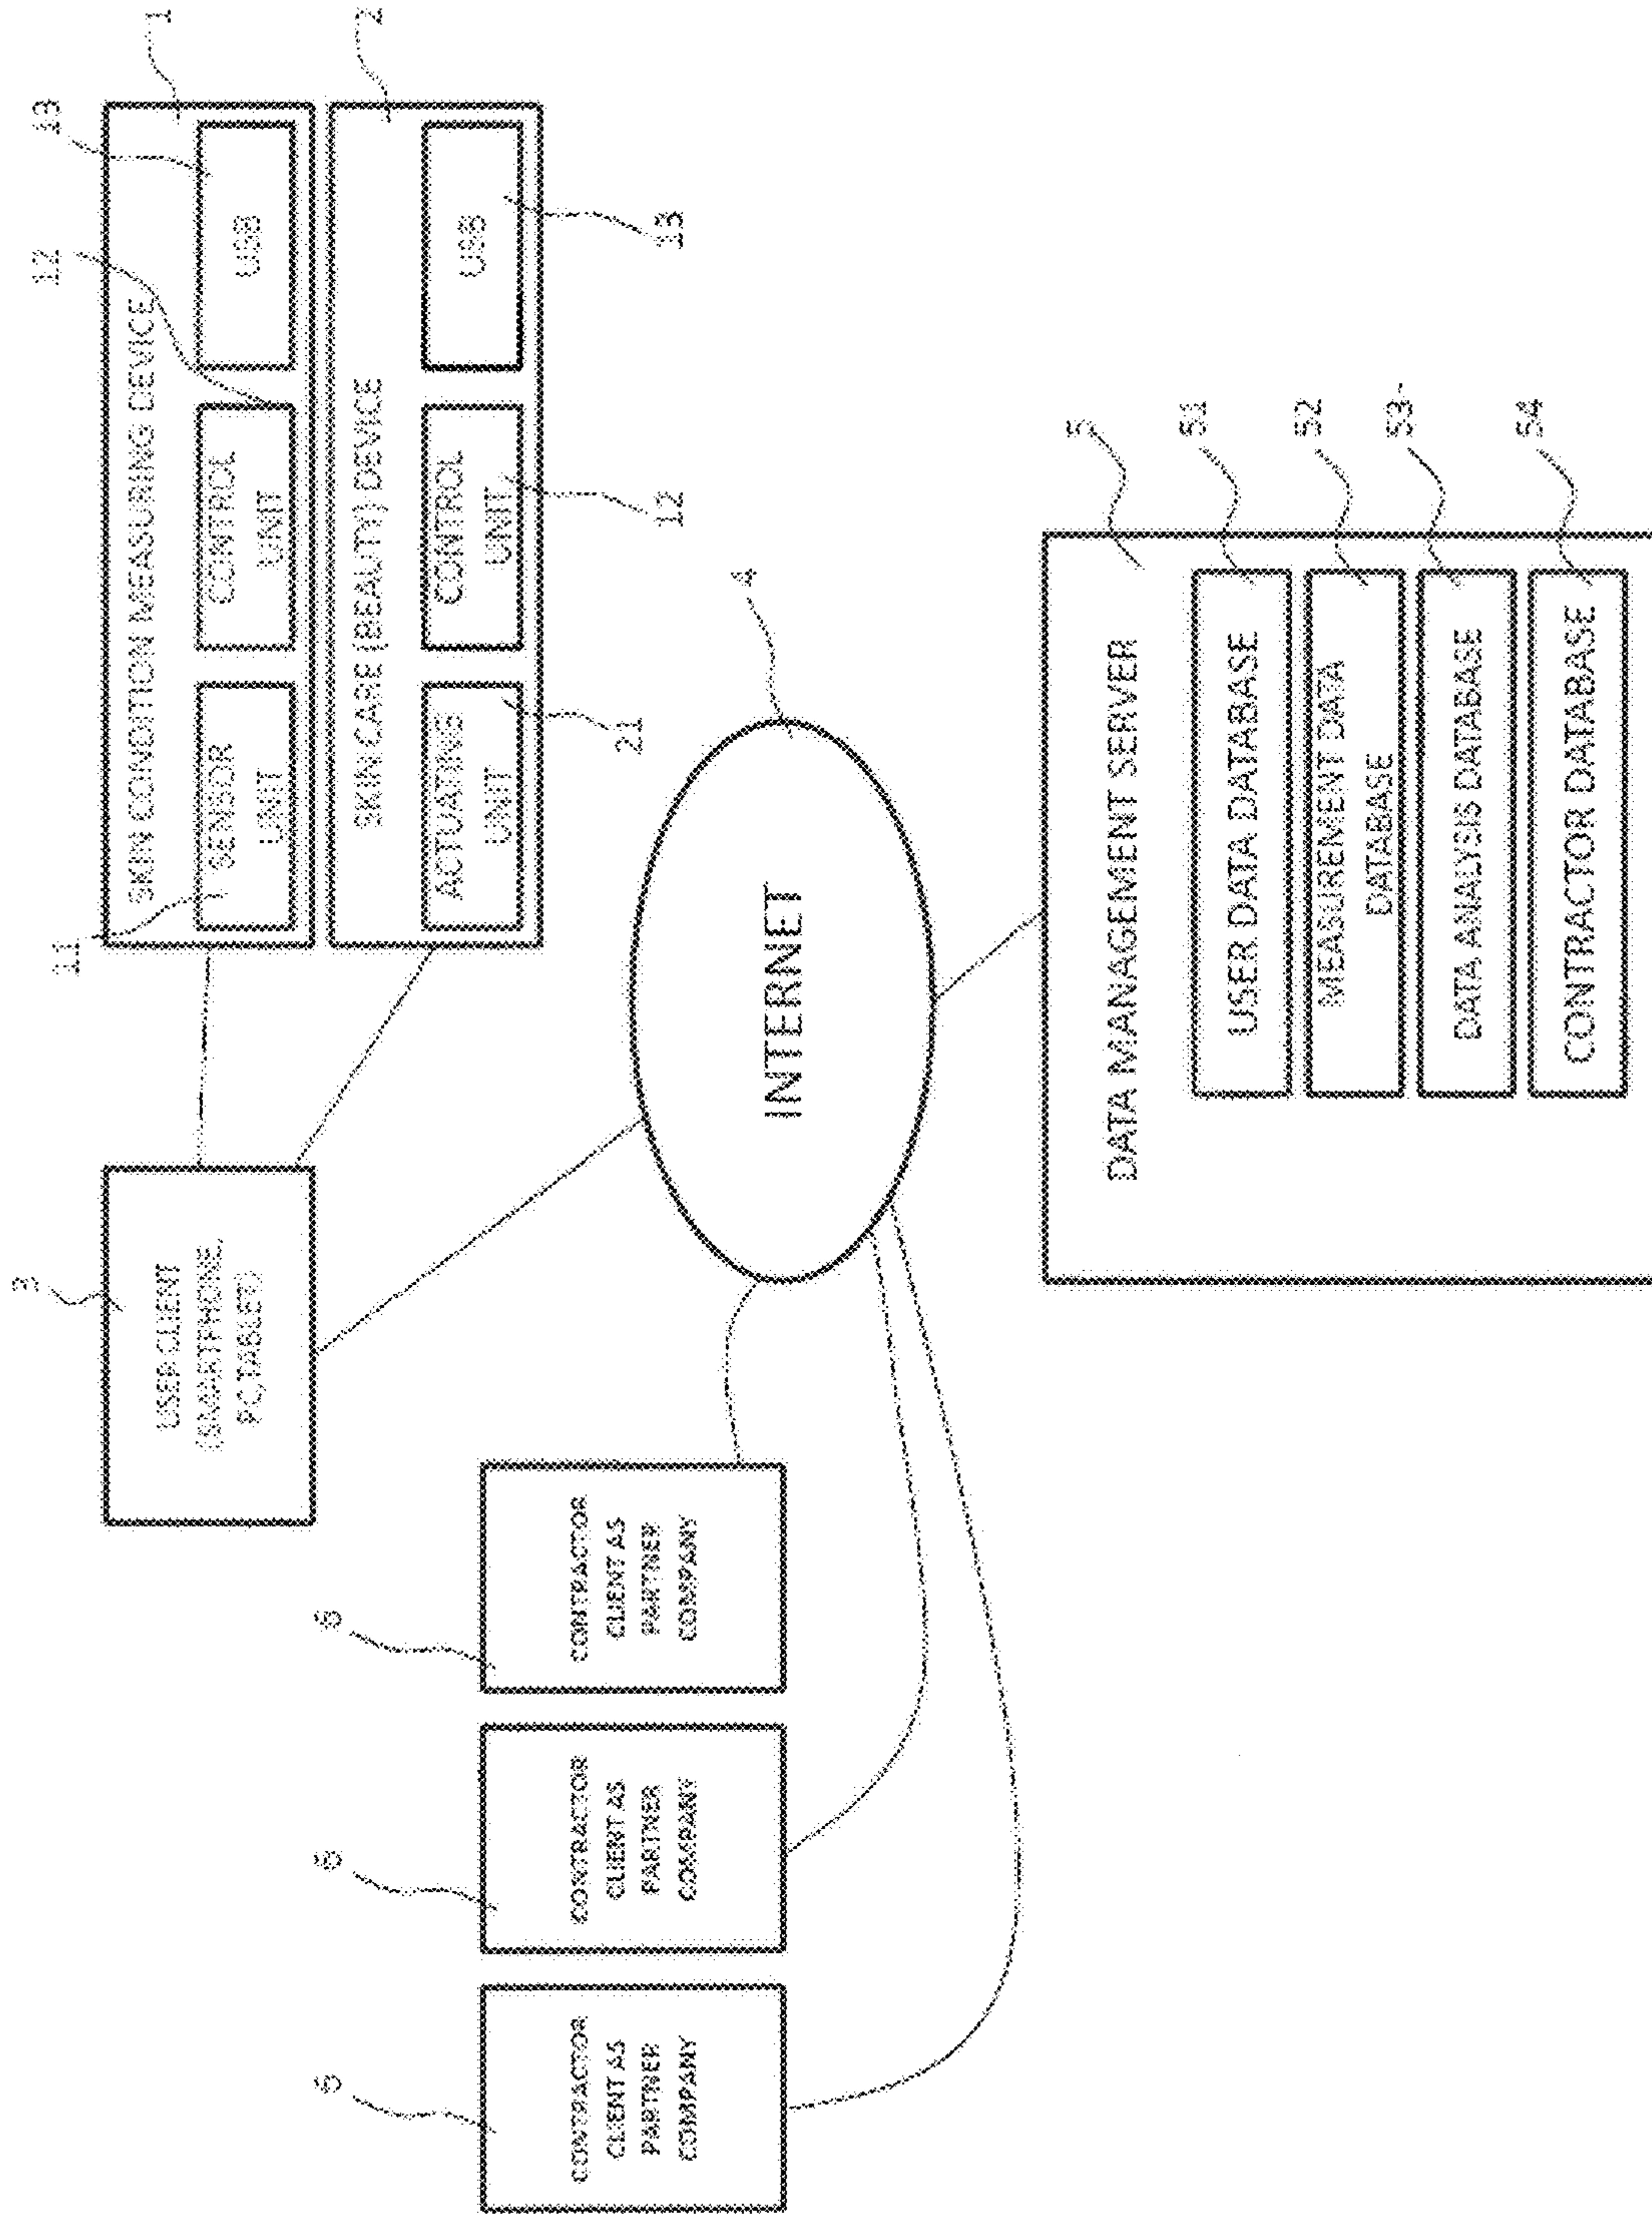 3
USER CLIENT
(SMARTPHONE,
PC,TABLET)
11
12
13
1
SKIN CONDITION MEASURING DEVICE
SENSOR
UNIT
CONTROL
UNIT
USB
2
SKIN CARE (BEAUTY) DEVICE
ACTUATING
UNIT
CONTROL
UNIT
USB
21
12
13
6
CONTRACTOR
CLIENT AS
PARTNER
COMPANY
6
CONTRACTOR
CLIENT AS
PARTNER
COMPANY
6
CONTRACTOR
CLIENT AS
PARTNER
COMPANY
4
INTERNET
5
DATA MANAGEMENT SERVER
USER DATA DATABASE
51
MEASUREMENT DATA
DATABASE
52
DATA ANALYSIS DATABASE
53
CONTRACTOR DATABASE
54